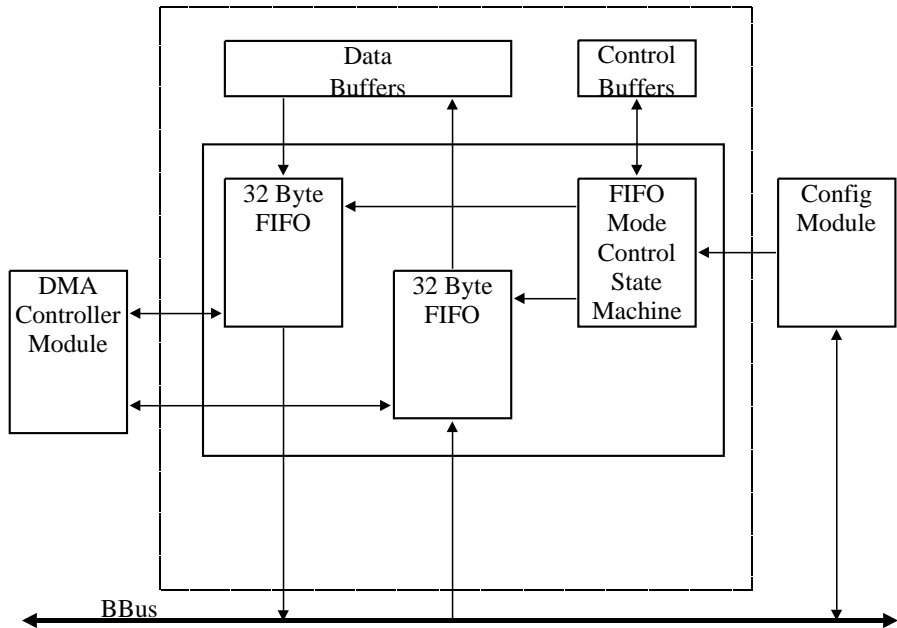 Data
Buffers
Control
Buffers
32 Byte
FIFO
FIFO
Mode
Control
State
Machine
Config
Module
DMA
Controller
Module
32 Byte
FIFO
BBus